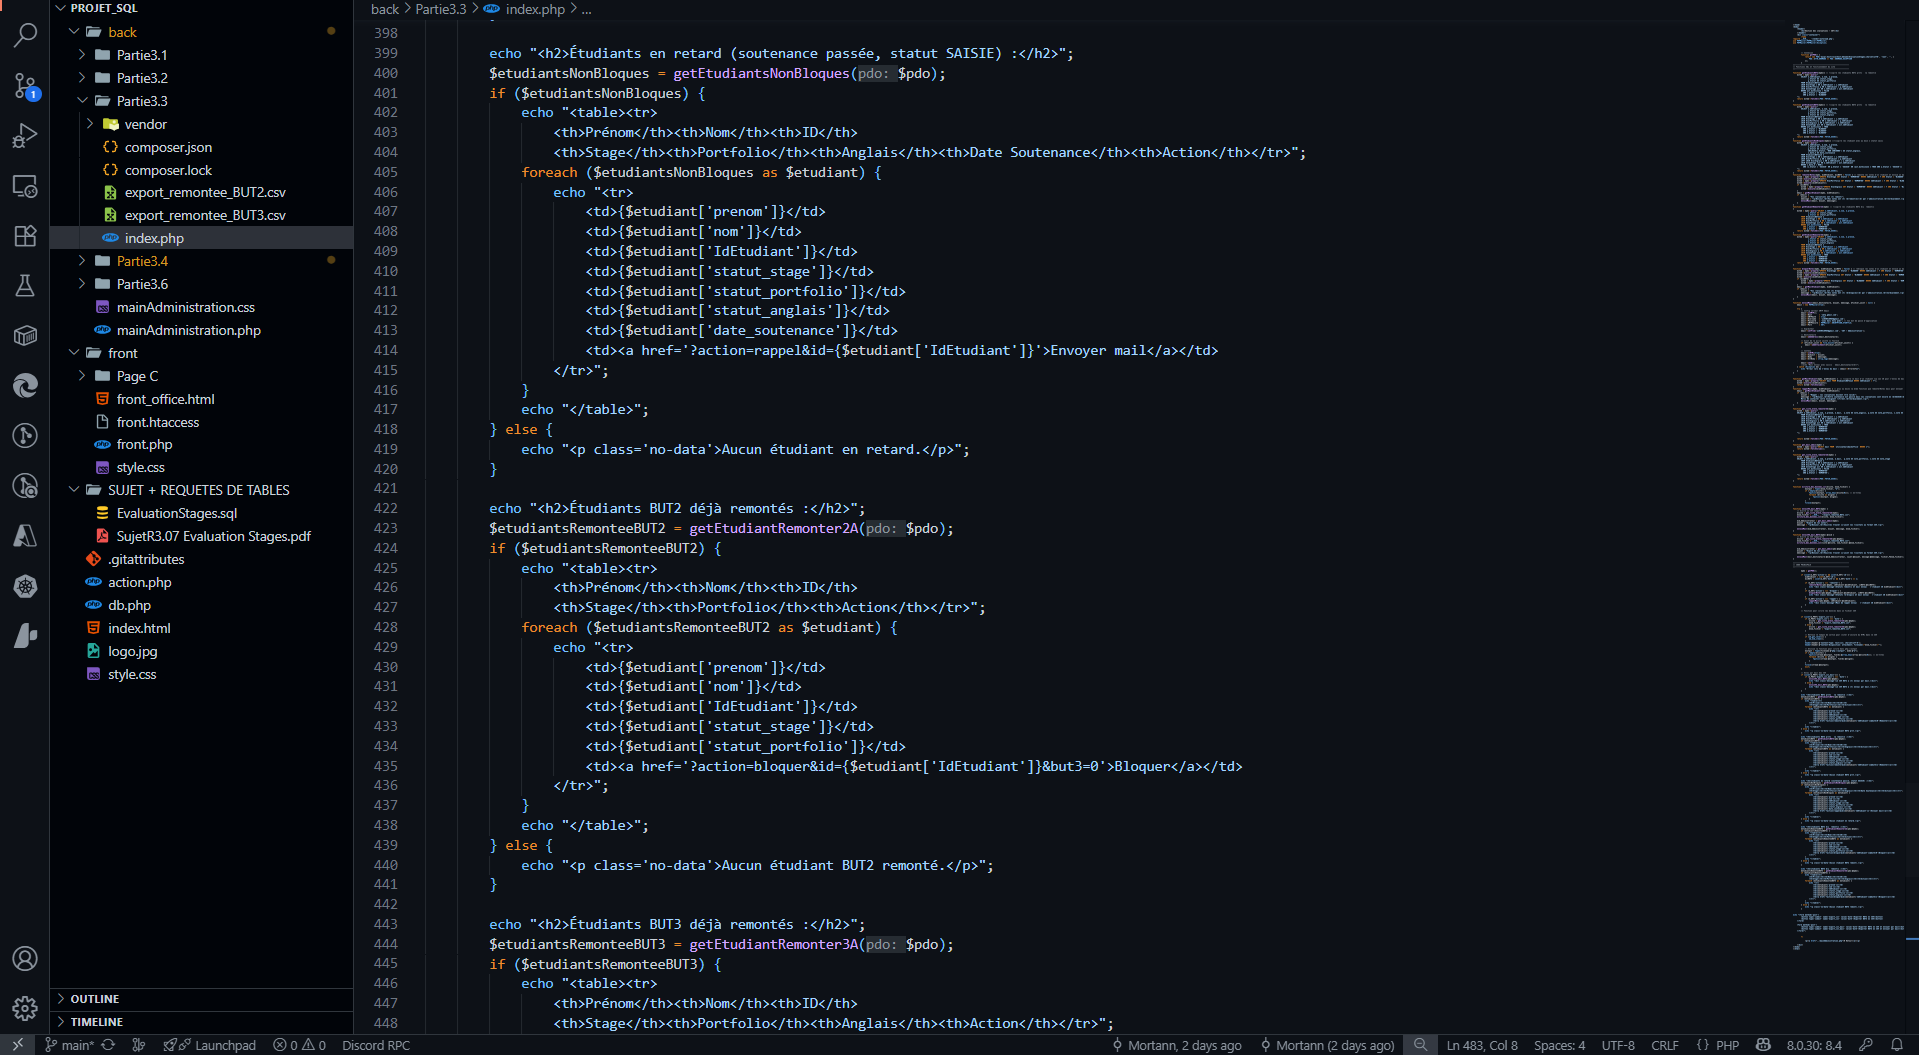 PROJET_SQL
back
Partie3.1
Partie3.2
Partie3.3
vendor
composer.json
composer.lock
export_remontee_BUT2.csv
export_remontee_BUT3.csv
index.php
Partie3.4
Partie3.6
mainAdministration.css
mainAdministration.php
front
Page C
front_office.html
front.htaccess
front.php
style.css
SUJET + REQUETES DE TABLES
EvaluationStages.sql
SujetR3.07 Evaluation Stages.pdf
.gitattributes
action.php
db.php
index.html
logo.jpg
style.css
OUTLINE
TIMELINE
1
back > Partie3.3 > index.php > ...
398
399 echo "<h2>Étudiants en retard (soutenance passée, statut SAISIE) :</h2>";
400 $etudiantsNonBloques = getEtudiantsNonBloques(pdo: $pdo);
401 if ($etudiantsNonBloques) {
402 echo "<table><tr>
403 <th>Prénom</th><th>Nom</th><th>ID</th>
404 <th>Stage</th><th>Portfolio</th><th>Anglais</th><th>Date Soutenance</th><th>Action</th></tr>";
405 foreach ($etudiantsNonBloques as $etudiant) {
406 echo "<tr>
407 <td>{$etudiant['prenom']}</td>
408 <td>{$etudiant['nom']}</td>
409 <td>{$etudiant['IdEtudiant']}</td>
410 <td>{$etudiant['statut_stage']}</td>
411 <td>{$etudiant['statut_portfolio']}</td>
412 <td>{$etudiant['statut_anglais']}</td>
413 <td>{$etudiant['date_soutenance']}</td>
414 <td><a href='?action=rappel&id={$etudiant['IdEtudiant']}'>Envoyer mail</a></td>
415 </tr>";
416 }
417 echo "</table>";
418 } else {
419 echo "<p class='no-data'>Aucun étudiant en retard.</p>";
420 }
421
422 echo "<h2>Étudiants BUT2 déjà remontés :</h2>";
423 $etudiantsRemonteeBUT2 = getEtudiantRemonter2A(pdo: $pdo);
424 if ($etudiantsRemonteeBUT2) {
425 echo "<table><tr>
426 <th>Prénom</th><th>Nom</th><th>ID</th>
427 <th>Stage</th><th>Portfolio</th><th>Action</th></tr>";
428 foreach ($etudiantsRemonteeBUT2 as $etudiant) {
429 echo "<tr>
430 <td>{$etudiant['prenom']}</td>
431 <td>{$etudiant['nom']}</td>
432 <td>{$etudiant['IdEtudiant']}</td>
433 <td>{$etudiant['statut_stage']}</td>
434 <td>{$etudiant['statut_portfolio']}</td>
435 <td><a href='?action=bloquer&id={$etudiant['IdEtudiant']}&but3=0'>Bloquer</a></td>
436 </tr>";
437 }
438 echo "</table>";
439 } else {
440 echo "<p class='no-data'>Aucun étudiant BUT2 remonté.</p>";
441 }
442
443 echo "<h2>Étudiants BUT3 déjà remontés :</h2>";
444 $etudiantsRemonteeBUT3 = getEtudiantRemonter3A(pdo: $pdo);
445 if ($etudiantsRemonteeBUT3) {
446 echo "<table><tr>
447 <th>Prénom</th><th>Nom</th><th>ID</th>
448 <th>Stage</th><th>Portfolio</th><th>Anglais</th><th>Action</th></tr>";
main* Launchpad 0 0 Discord RPC Mortann, 2 days ago Mortann (2 days ago) Ln 483, Col 8 Spaces: 4 UTF-8 CRLF {} PHP 8.0.30: 8.4